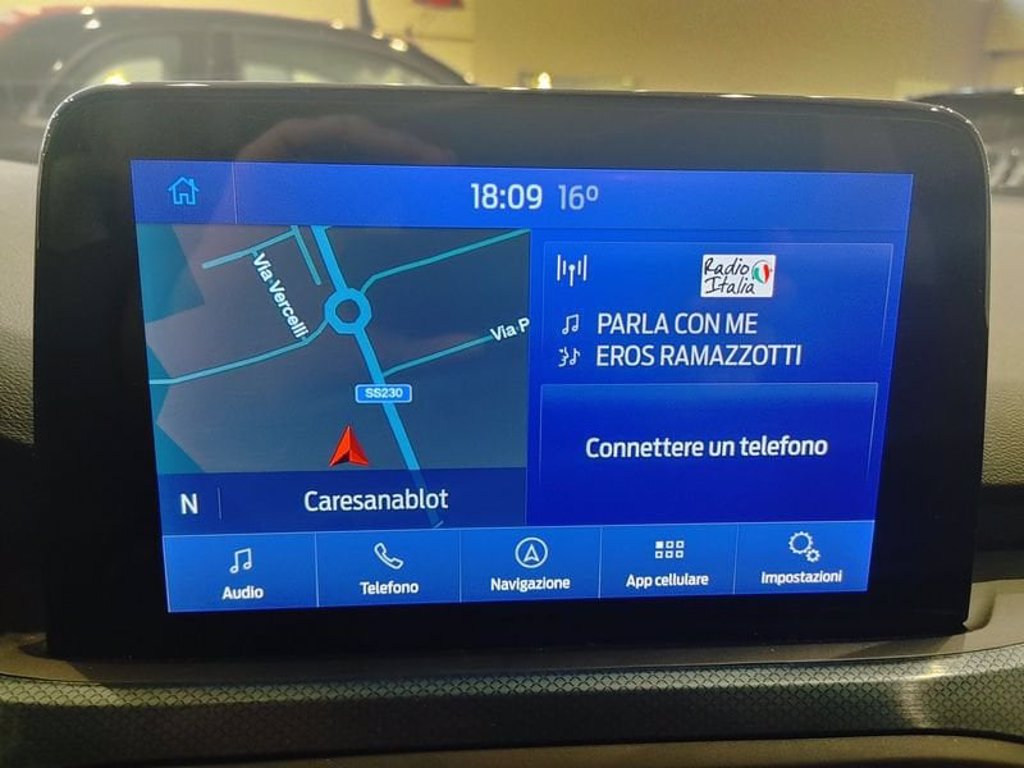 18:09 16º
Via Vercelli
Via P
SS230
N
Caresanablot
Radio
Italia
PARLA CON ME
EROS RAMAZZOTTI
Connettere un telefono
Audio
Telefono
Navigazione
App cellulare
Impostazioni